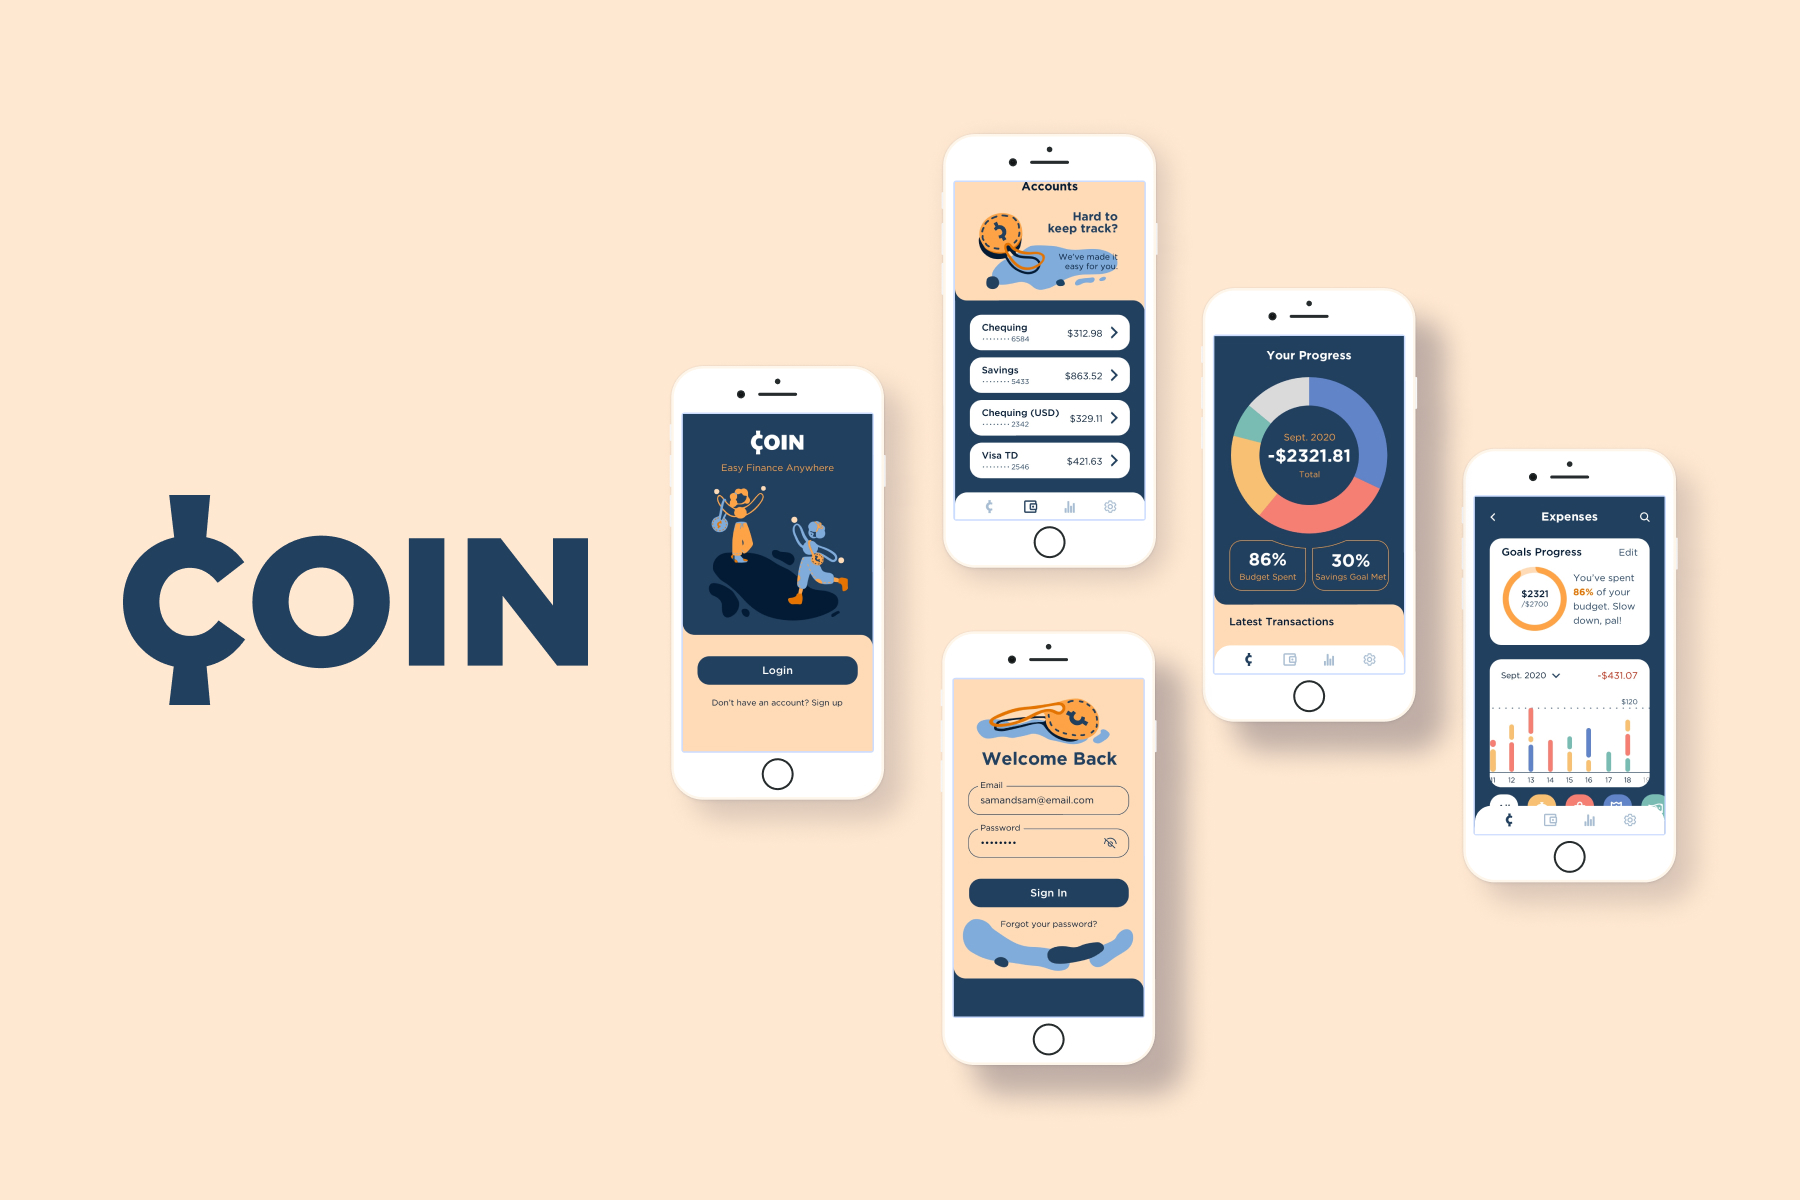 ¢OIN
¢OIN
Easy Finance Anywhere
Login
Don't have an account? Sign up
Accounts
Hard to
keep track?
We've made it
easy for you.
Chequing
········ 6584
$312.98
Savings
········ 5433
$863.52
Chequing (USD)
········ 2342
$329.11
Visa TD
········ 2546
$421.63
Welcome Back
Email
samandsam@email.com
Password
••••••••
Sign In
Forgot your password?
Your Progress
Sept. 2020
-$2321.81
Total
86%
Budget Spent
30%
Savings Goal Met
Latest Transactions
Expenses
Goals Progress
Edit
$2321
/$2700
You've spent
86% of your
budget. Slow
down, pal!
Sept. 2020
-$431.07
$120
11 12 13 14 15 16 17 18